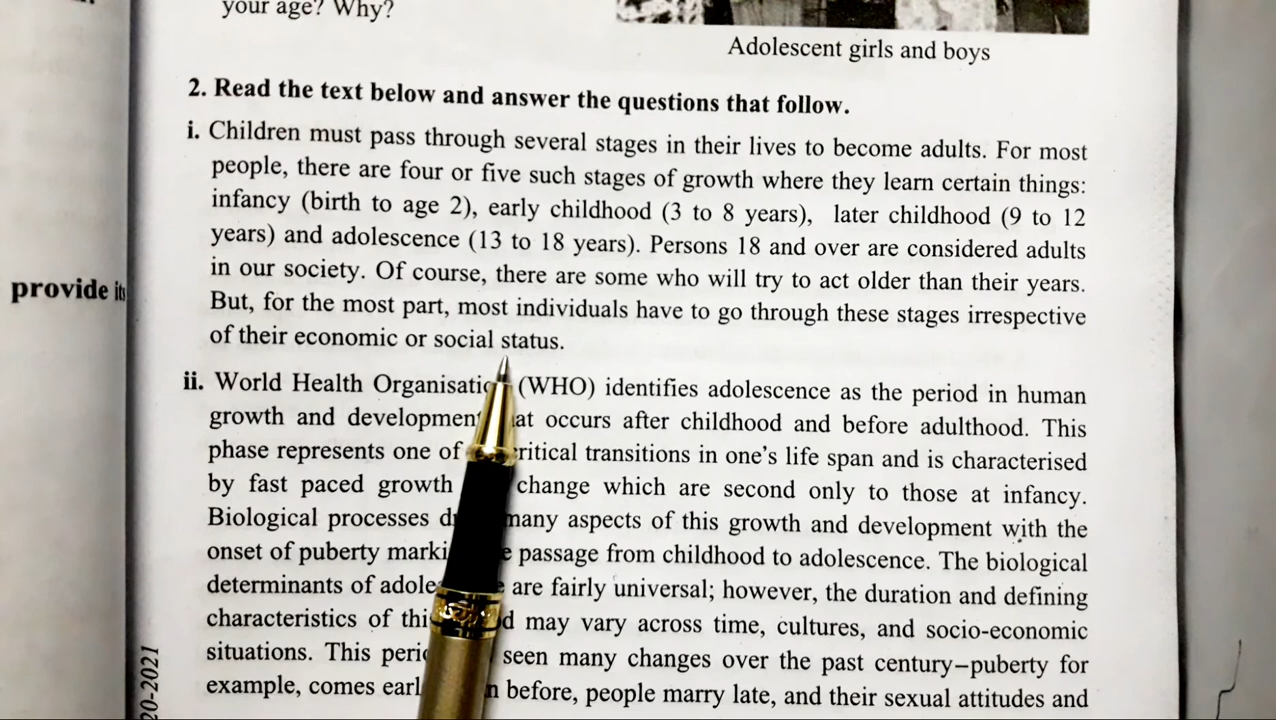 your age? Why?
Adolescent girls and boys
2. Read the text below and answer the questions that follow.
i. Children must pass through several stages in their lives to become adults. For most
people, there are four or five such stages of growth where they learn certain things:
infancy (birth to age 2), early childhood (3 to 8 years), later childhood (9 to 12
years) and adolescence (13 to 18 years). Persons 18 and over are considered adults
in our society. Of course, there are some who will try to act older than their years.
But, for the most part, most individuals have to go through these stages irrespective
of their economic or social status.
ii. World Health Organisatio (WHO) identifies adolescence as the period in human
growth and development at occurs after childhood and before adulthood. This
phase represents one of critical transitions in one's life span and is characterised
by fast paced growth change which are second only to those at infancy.
Biological processes many aspects of this growth and development with the
onset of puberty marki passage from childhood to adolescence. The biological
determinants of adole are fairly universal; however, the duration and defining
characteristics of thi may vary across time, cultures, and socio-economic
situations. This peri seen many changes over the past century–puberty for
example, comes earl before, people marry late, and their sexual attitudes and
provide its
20-2021